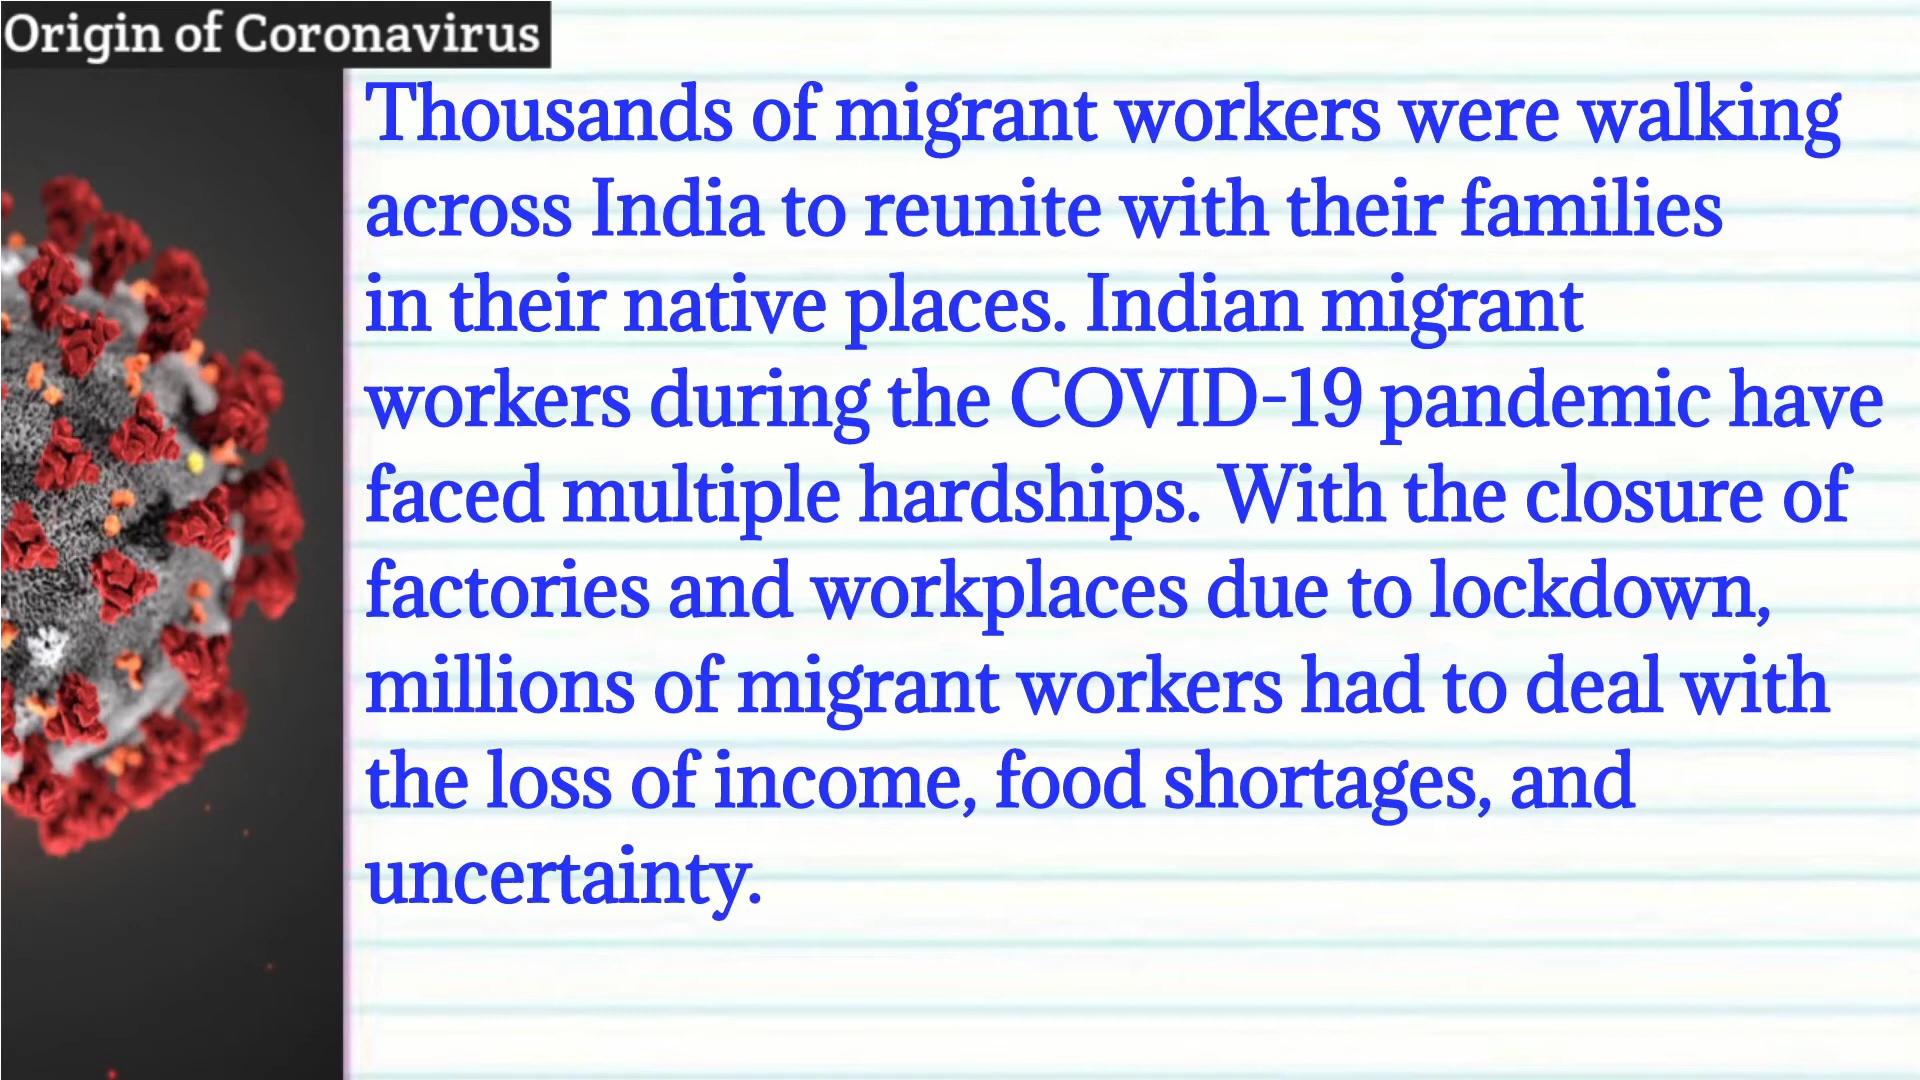 Origin of Coronavirus
Thousands of migrant workers were walking
across India to reunite with their families
in their native places. Indian migrant
workers during the COVID-19 pandemic have
faced multiple hardships. With the closure of
factories and workplaces due to lockdown,
millions of migrant workers had to deal with
the loss of income, food shortages, and
uncertainty.